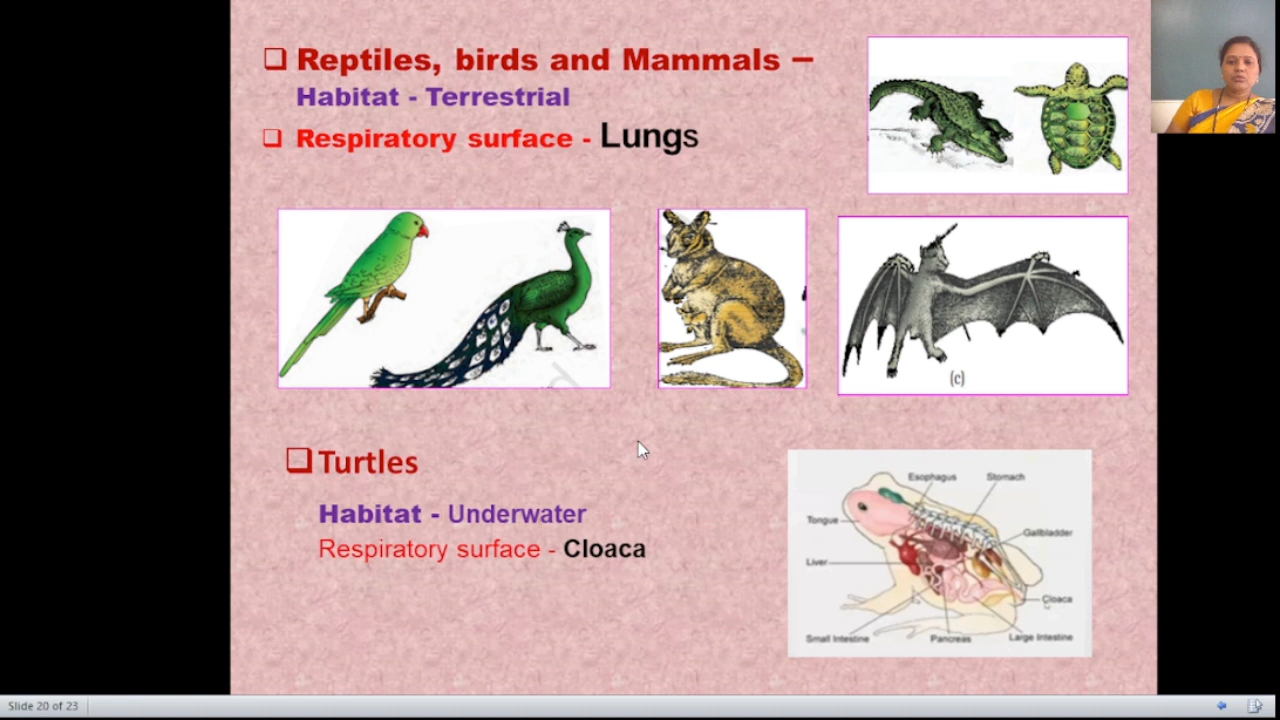 Reptiles, birds and Mammals –
Habitat - Terrestrial
Respiratory surface - Lungs
(c)
Turtles
Habitat - Underwater
Respiratory surface - Cloaca
Esophagus
Stomach
Tongue
Gallbladder
Liver
Cloaca
Small Intestine
Pancreas
Large Intestine
Slide 20 of 23